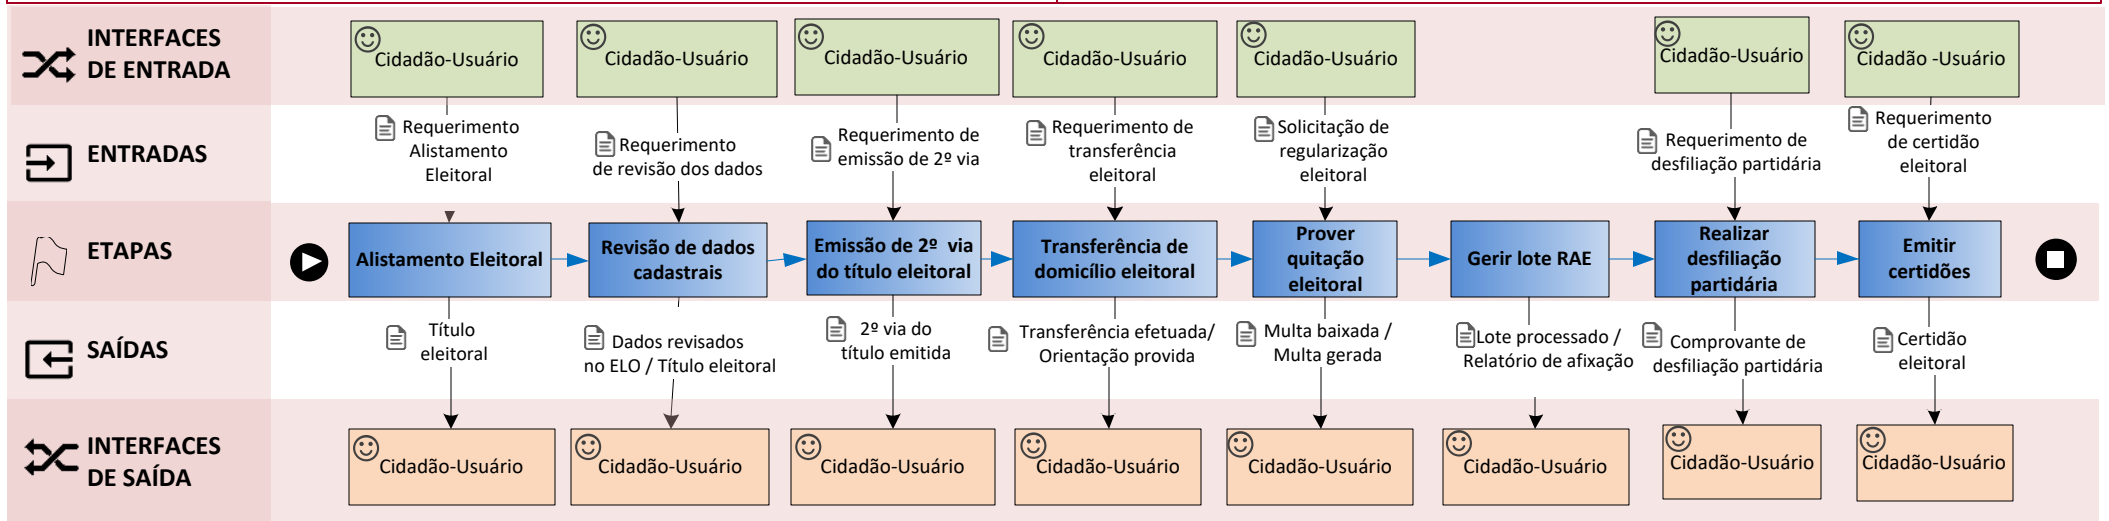 INTERFACES
DE ENTRADA
Cidadão-Usuário
Cidadão-Usuário
Cidadão-Usuário
Cidadão-Usuário
Cidadão-Usuário
Cidadão-Usuário
Cidadão -Usuário
ENTRADAS
Requerimento
Alistamento
Eleitoral
Requerimento
de revisão dos dados
Requerimento de
emissão de 2º via
Requerimento de
transferência
eleitoral
Solicitação de
regularização
eleitoral
Requerimento de
desfiliação partidária
Requerimento
de certidão
eleitoral
ETAPAS
Alistamento Eleitoral
Revisão de dados
cadastrais
Emissão de 2º via
do título eleitoral
Transferência de
domicílio eleitoral
Prover
quitação
eleitoral
Gerir lote RAE
Realizar
desfiliação
partidária
Emitir
certidões
SAÍDAS
Título
eleitoral
Dados revisados
no ELO / Título eleitoral
2º via do
título emitida
Transferência efetuada/
Orientação provida
Multa baixada /
Multa gerada
Lote processado /
Relatório de afixação
Comprovante de
desfiliação partidária
Certidão
eleitoral
INTERFACES
DE SAÍDA
Cidadão-Usuário
Cidadão-Usuário
Cidadão-Usuário
Cidadão-Usuário
Cidadão-Usuário
Cidadão-Usuário
Cidadão-Usuário
Cidadão-Usuário